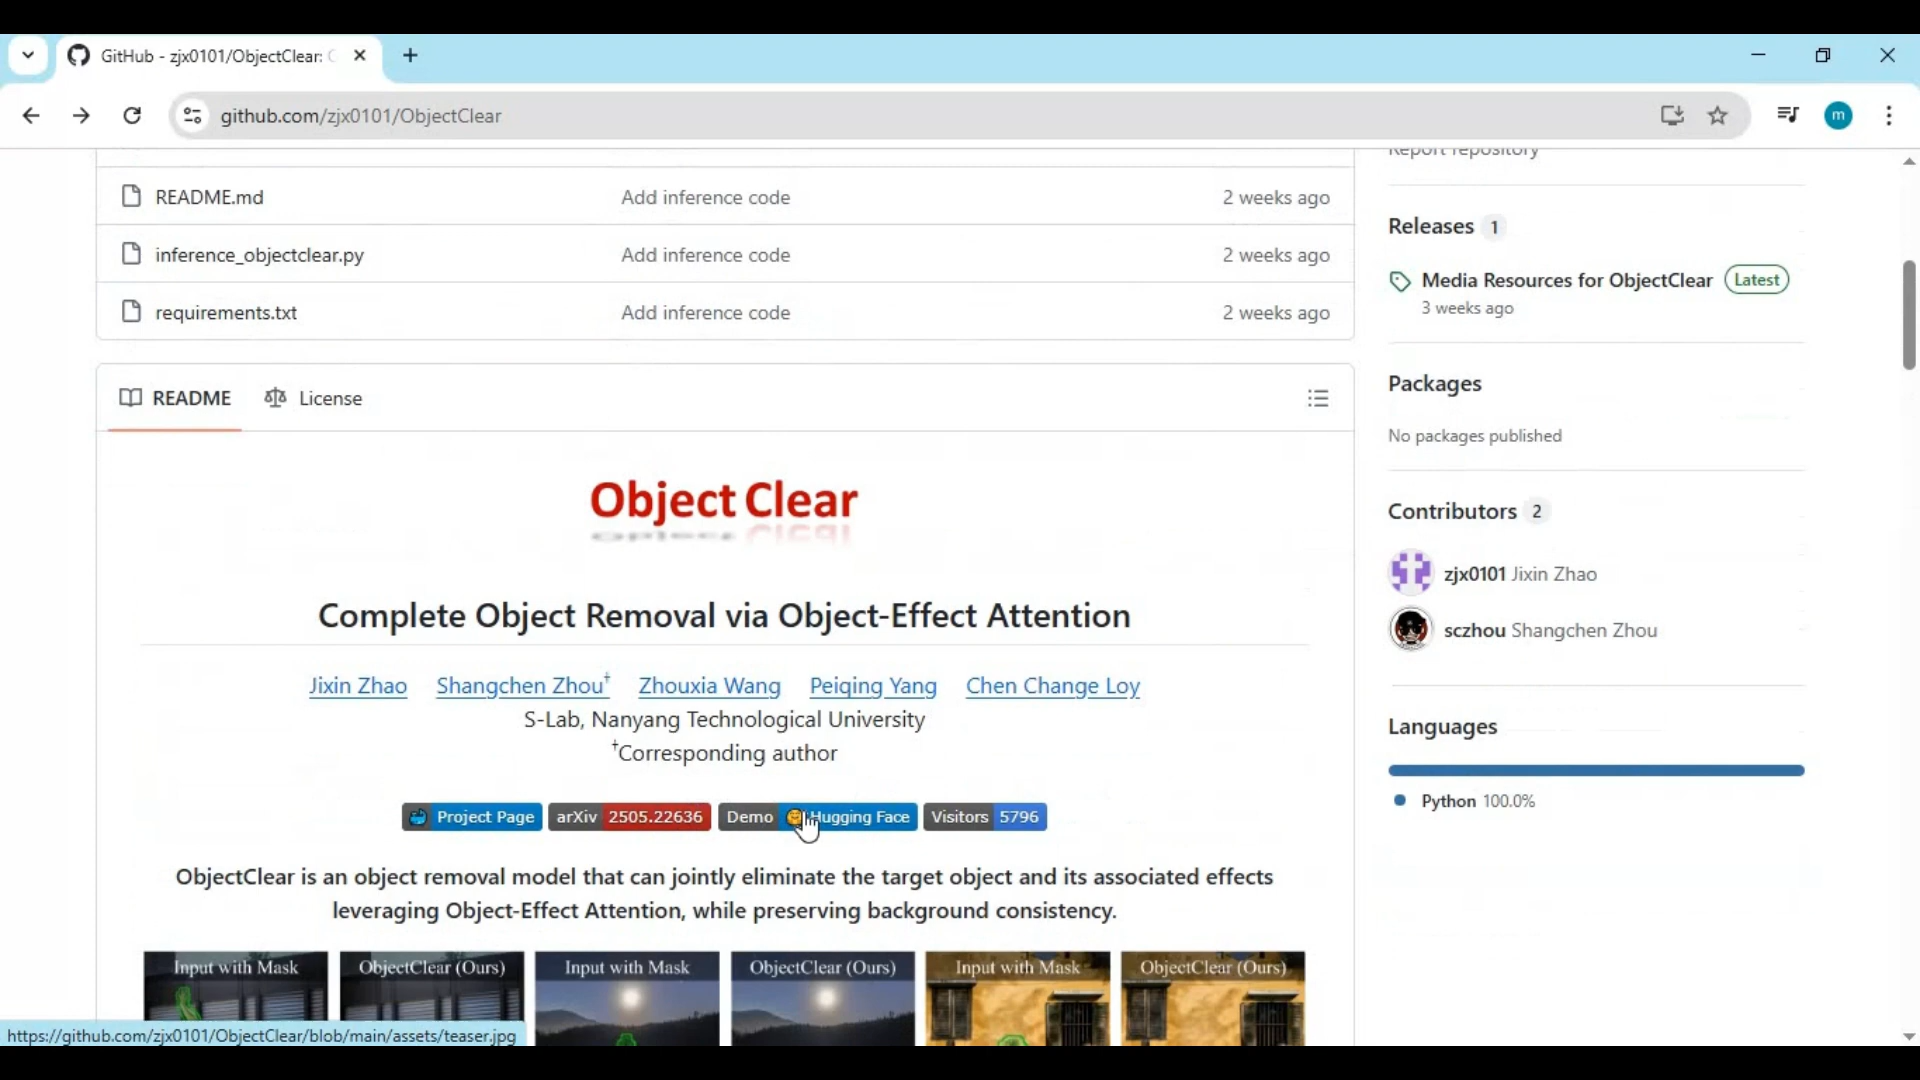 GitHub - zjx0101/ObjectClear:
github.com/zjx0101/ObjectClear
m
Report repository
README.md Add inference code 2 weeks ago
inference_objectclear.py Add inference code 2 weeks ago
requirements.txt Add inference code 2 weeks ago
README License
Object Clear
Complete Object Removal via Object-Effect Attention
Jixin Zhao Shangchen Zhou† Zhouxia Wang Peiqing Yang Chen Change Loy
S-Lab, Nanyang Technological University
†Corresponding author
Project Page arXiv 2505.22636 Demo Hugging Face Visitors 5796
ObjectClear is an object removal model that can jointly eliminate the target object and its associated effects
leveraging Object-Effect Attention, while preserving background consistency.
Input with Mask ObjectClear (Ours) Input with Mask ObjectClear (Ours) Input with Mask ObjectClear (Ours)
https://github.com/zjx0101/ObjectClear/blob/main/assets/teaser.jpg
Releases 1
Media Resources for ObjectClear Latest
3 weeks ago
Packages
No packages published
Contributors 2
zjx0101 Jixin Zhao
sczhou Shangchen Zhou
Languages
Python 100.0%